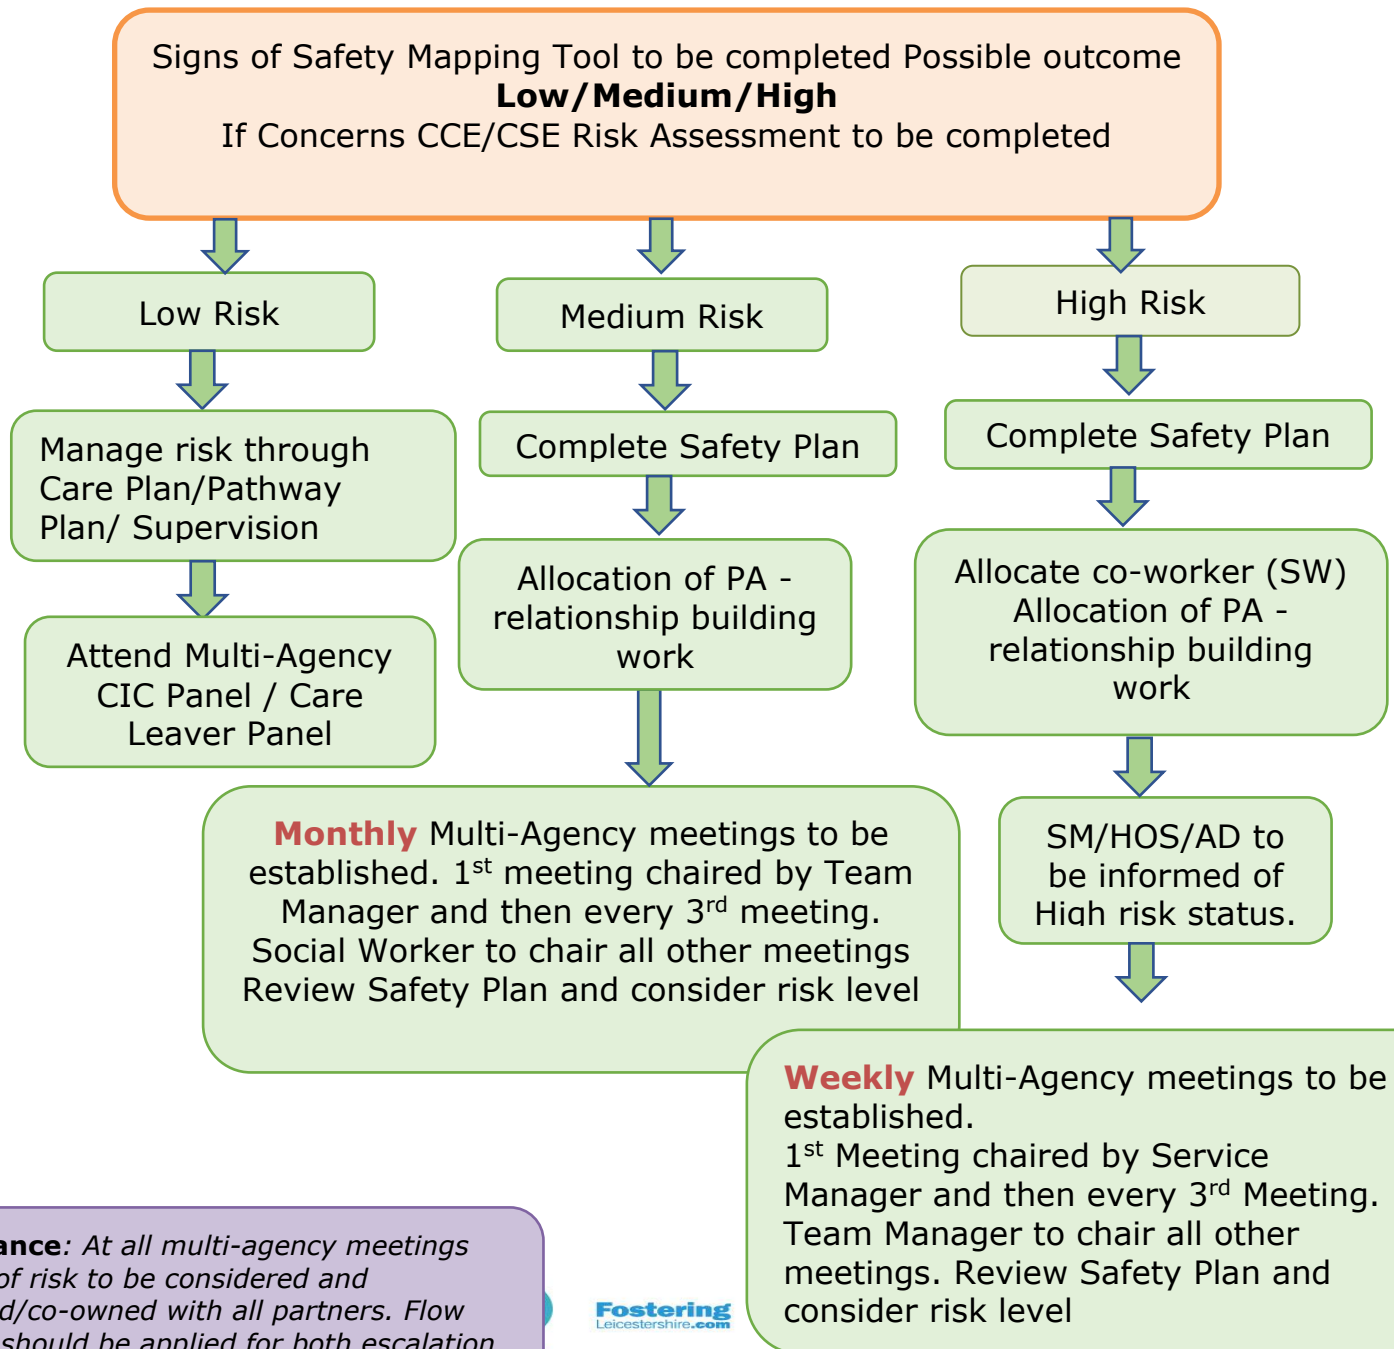 Signs of Safety Mapping Tool to be completed Possible outcome
Low/Medium/High
If Concerns CCE/CSE Risk Assessment to be completed
Low Risk
Medium Risk
High Risk
Manage risk through
Care Plan/Pathway
Plan/ Supervision
Complete Safety Plan
Complete Safety Plan
Attend Multi-Agency
CIC Panel / Care
Leaver Panel
Allocation of PA -
relationship building
work
Allocate co-worker (SW)
Allocation of PA -
relationship building
work
Monthly Multi-Agency meetings to be
established. 1st meeting chaired by Team
Manager and then every 3rd meeting.
Social Worker to chair all other meetings
Review Safety Plan and consider risk level
SM/HOS/AD to
be informed of
High risk status.
Weekly Multi-Agency meetings to be
established.
1st Meeting chaired by Service
Manager and then every 3rd Meeting.
Team Manager to chair all other
meetings. Review Safety Plan and
consider risk level
ance: At all multi-agency meetings
of risk to be considered and
d/co-owned with all partners. Flow
should be applied for both escalation
Fostering
Leicestershire.com